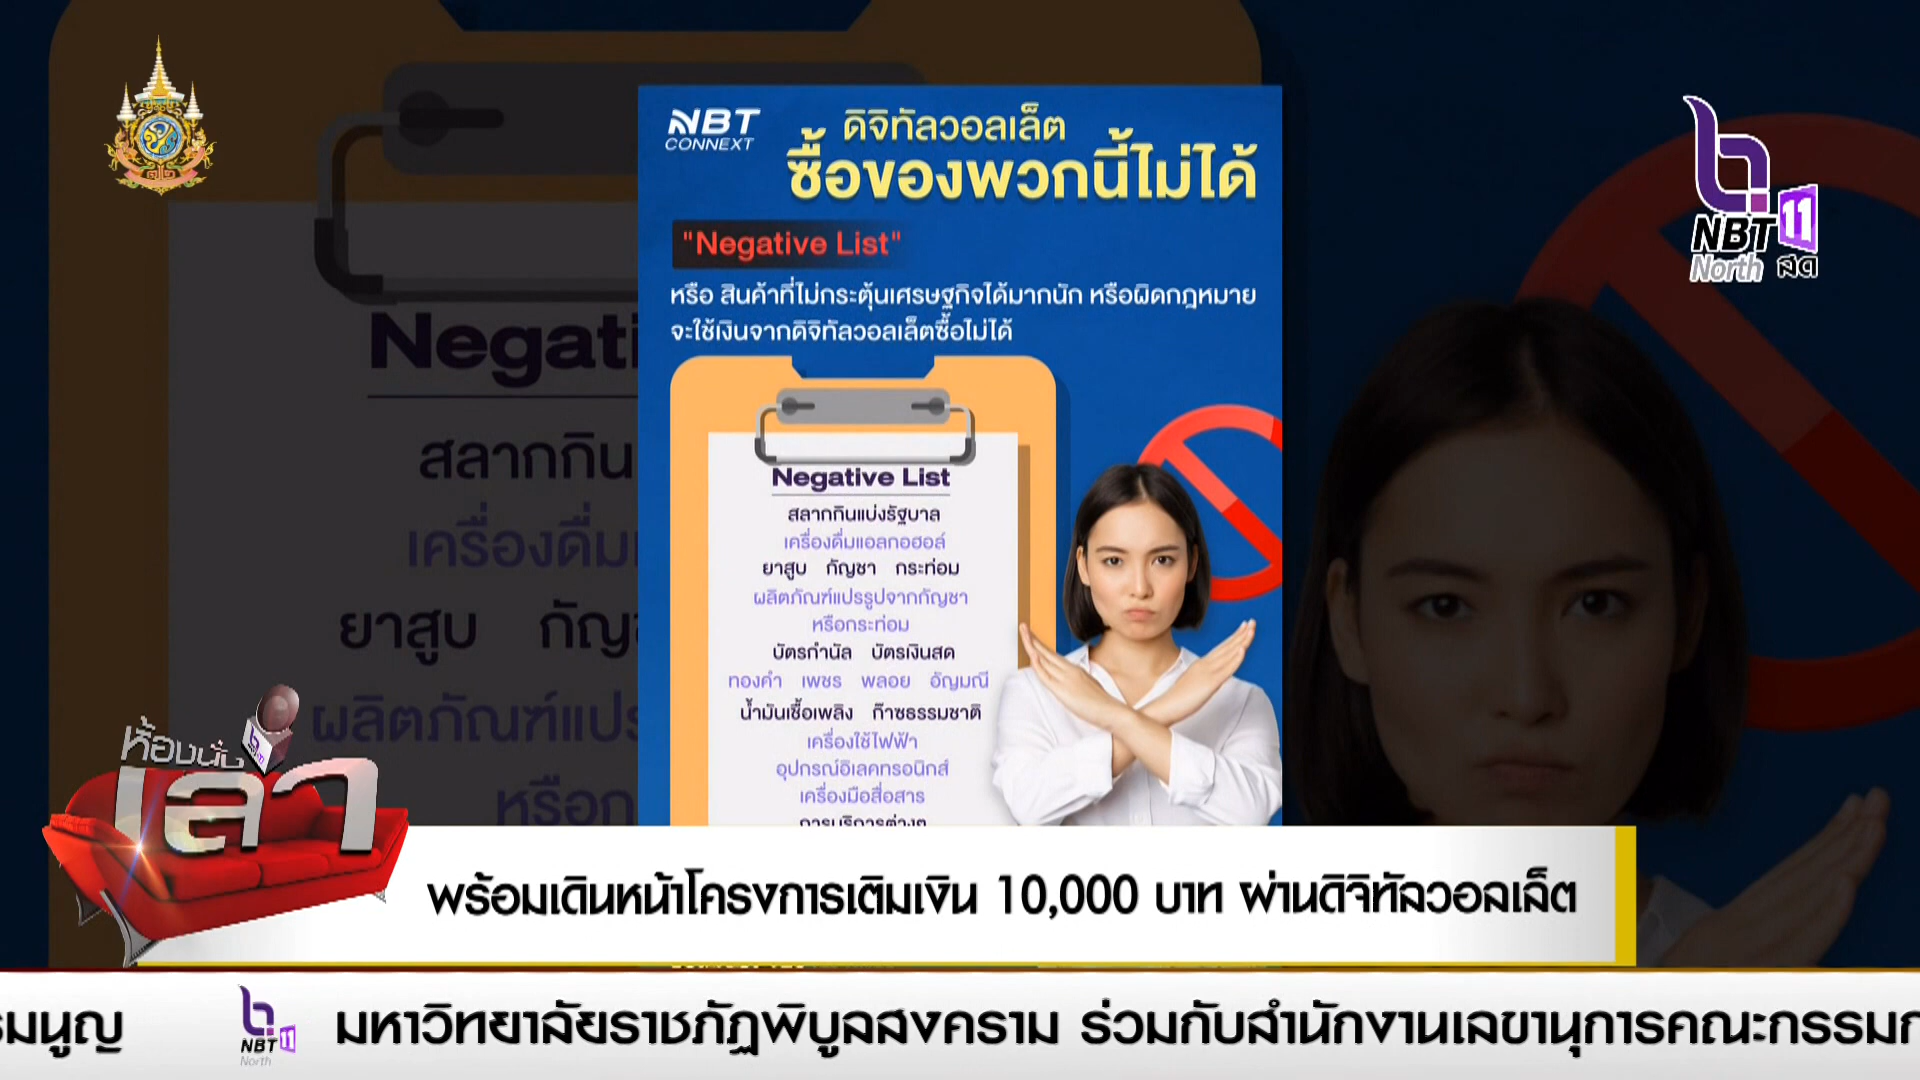 NBT
CONNEXT
ดิจิทัลวอลเล็ต
ซื้อของพวกนี้ไม่ได้
"Negative List"
หรือ สินค้าที่ไม่กระตุ้นเศรษฐกิจได้มากนัก หรือผิดกฎหมาย
จะใช้เงินจากดิจิทัลวอลเล็ตซื้อไม่ได้
Negative List
สลากกินแบ่งรัฐบาล
เครื่องดื่มแอลกอฮอล์
ยาสูบ กัญชา กระท่อม
ผลิตภัณฑ์แปรรูปจากกัญชา
หรือกระท่อม
บัตรกำนัล บัตรเงินสด
ทองคำ เพชร พลอย อัญมณี
น้ำมันเชื้อเพลิง ก๊าซธรรมชาติ
เครื่องใช้ไฟฟ้า
อุปกรณ์อิเลคทรอนิกส์
เครื่องมือสื่อสาร
การบริการต่างๆ
NBT 11
North สด
Negati
สลากกิน
เครื่องดื่ม
ยาสูบ กัญ
ผลิตภัณฑ์แปร
หรือก
ห้องนั่ง
เล่า
พร้อมเดินหน้าโครงการเติมเงิน 10,000 บาท ผ่านดิจิทัลวอลเล็ต
รมนูญ NBT 11 North มหาวิทยาลัยราชภัฏพิบูลสงคราม ร่วมกับสำนักงานเลขานุการคณะกรรมก